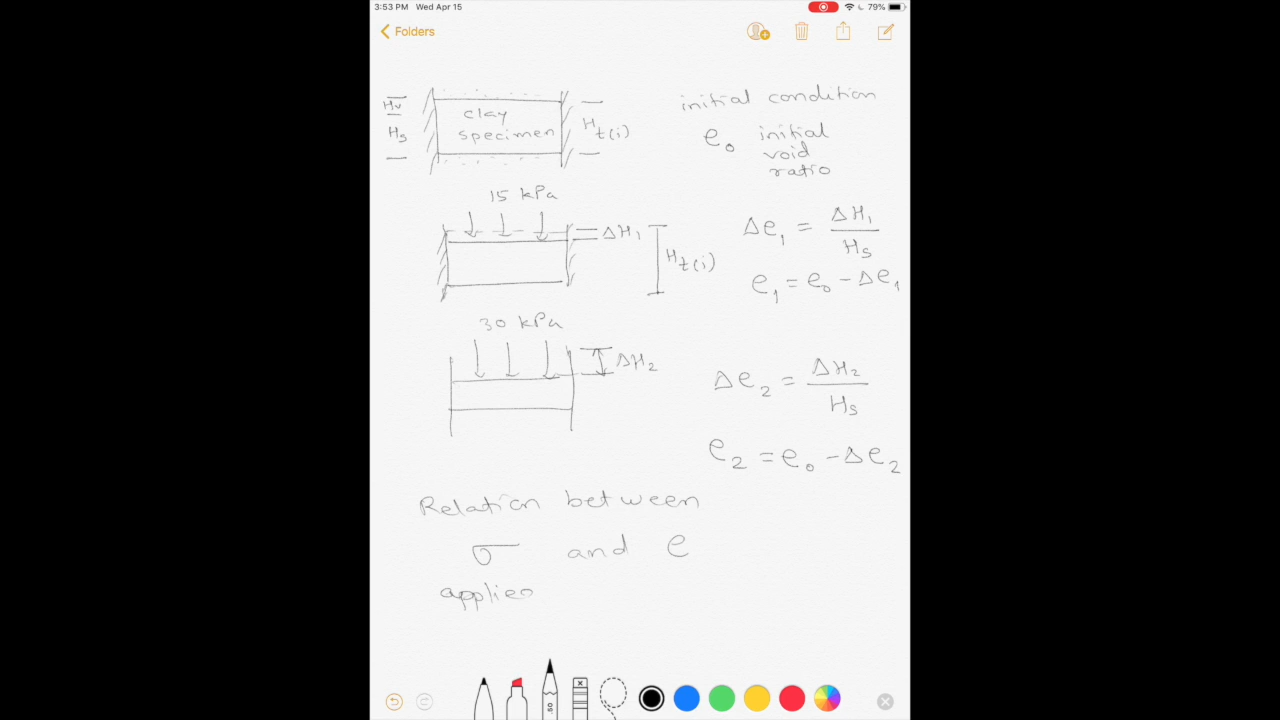 3:53 PM Wed Apr 15
79%
Folders
Hv
Hs
clay
specimen
Ht(i)
initial condition
e₀ initial
void
ratio
15 kPa
ΔH₁
Ht(i)
Δe₁ = ΔH₁ / Hs
e₁ = e₀ - Δe₁
30 kPa
ΔH₂
Δe₂ = ΔH₂ / Hs
e₂ = e₀ - Δe₂
Relation between
σ and e
applied
50